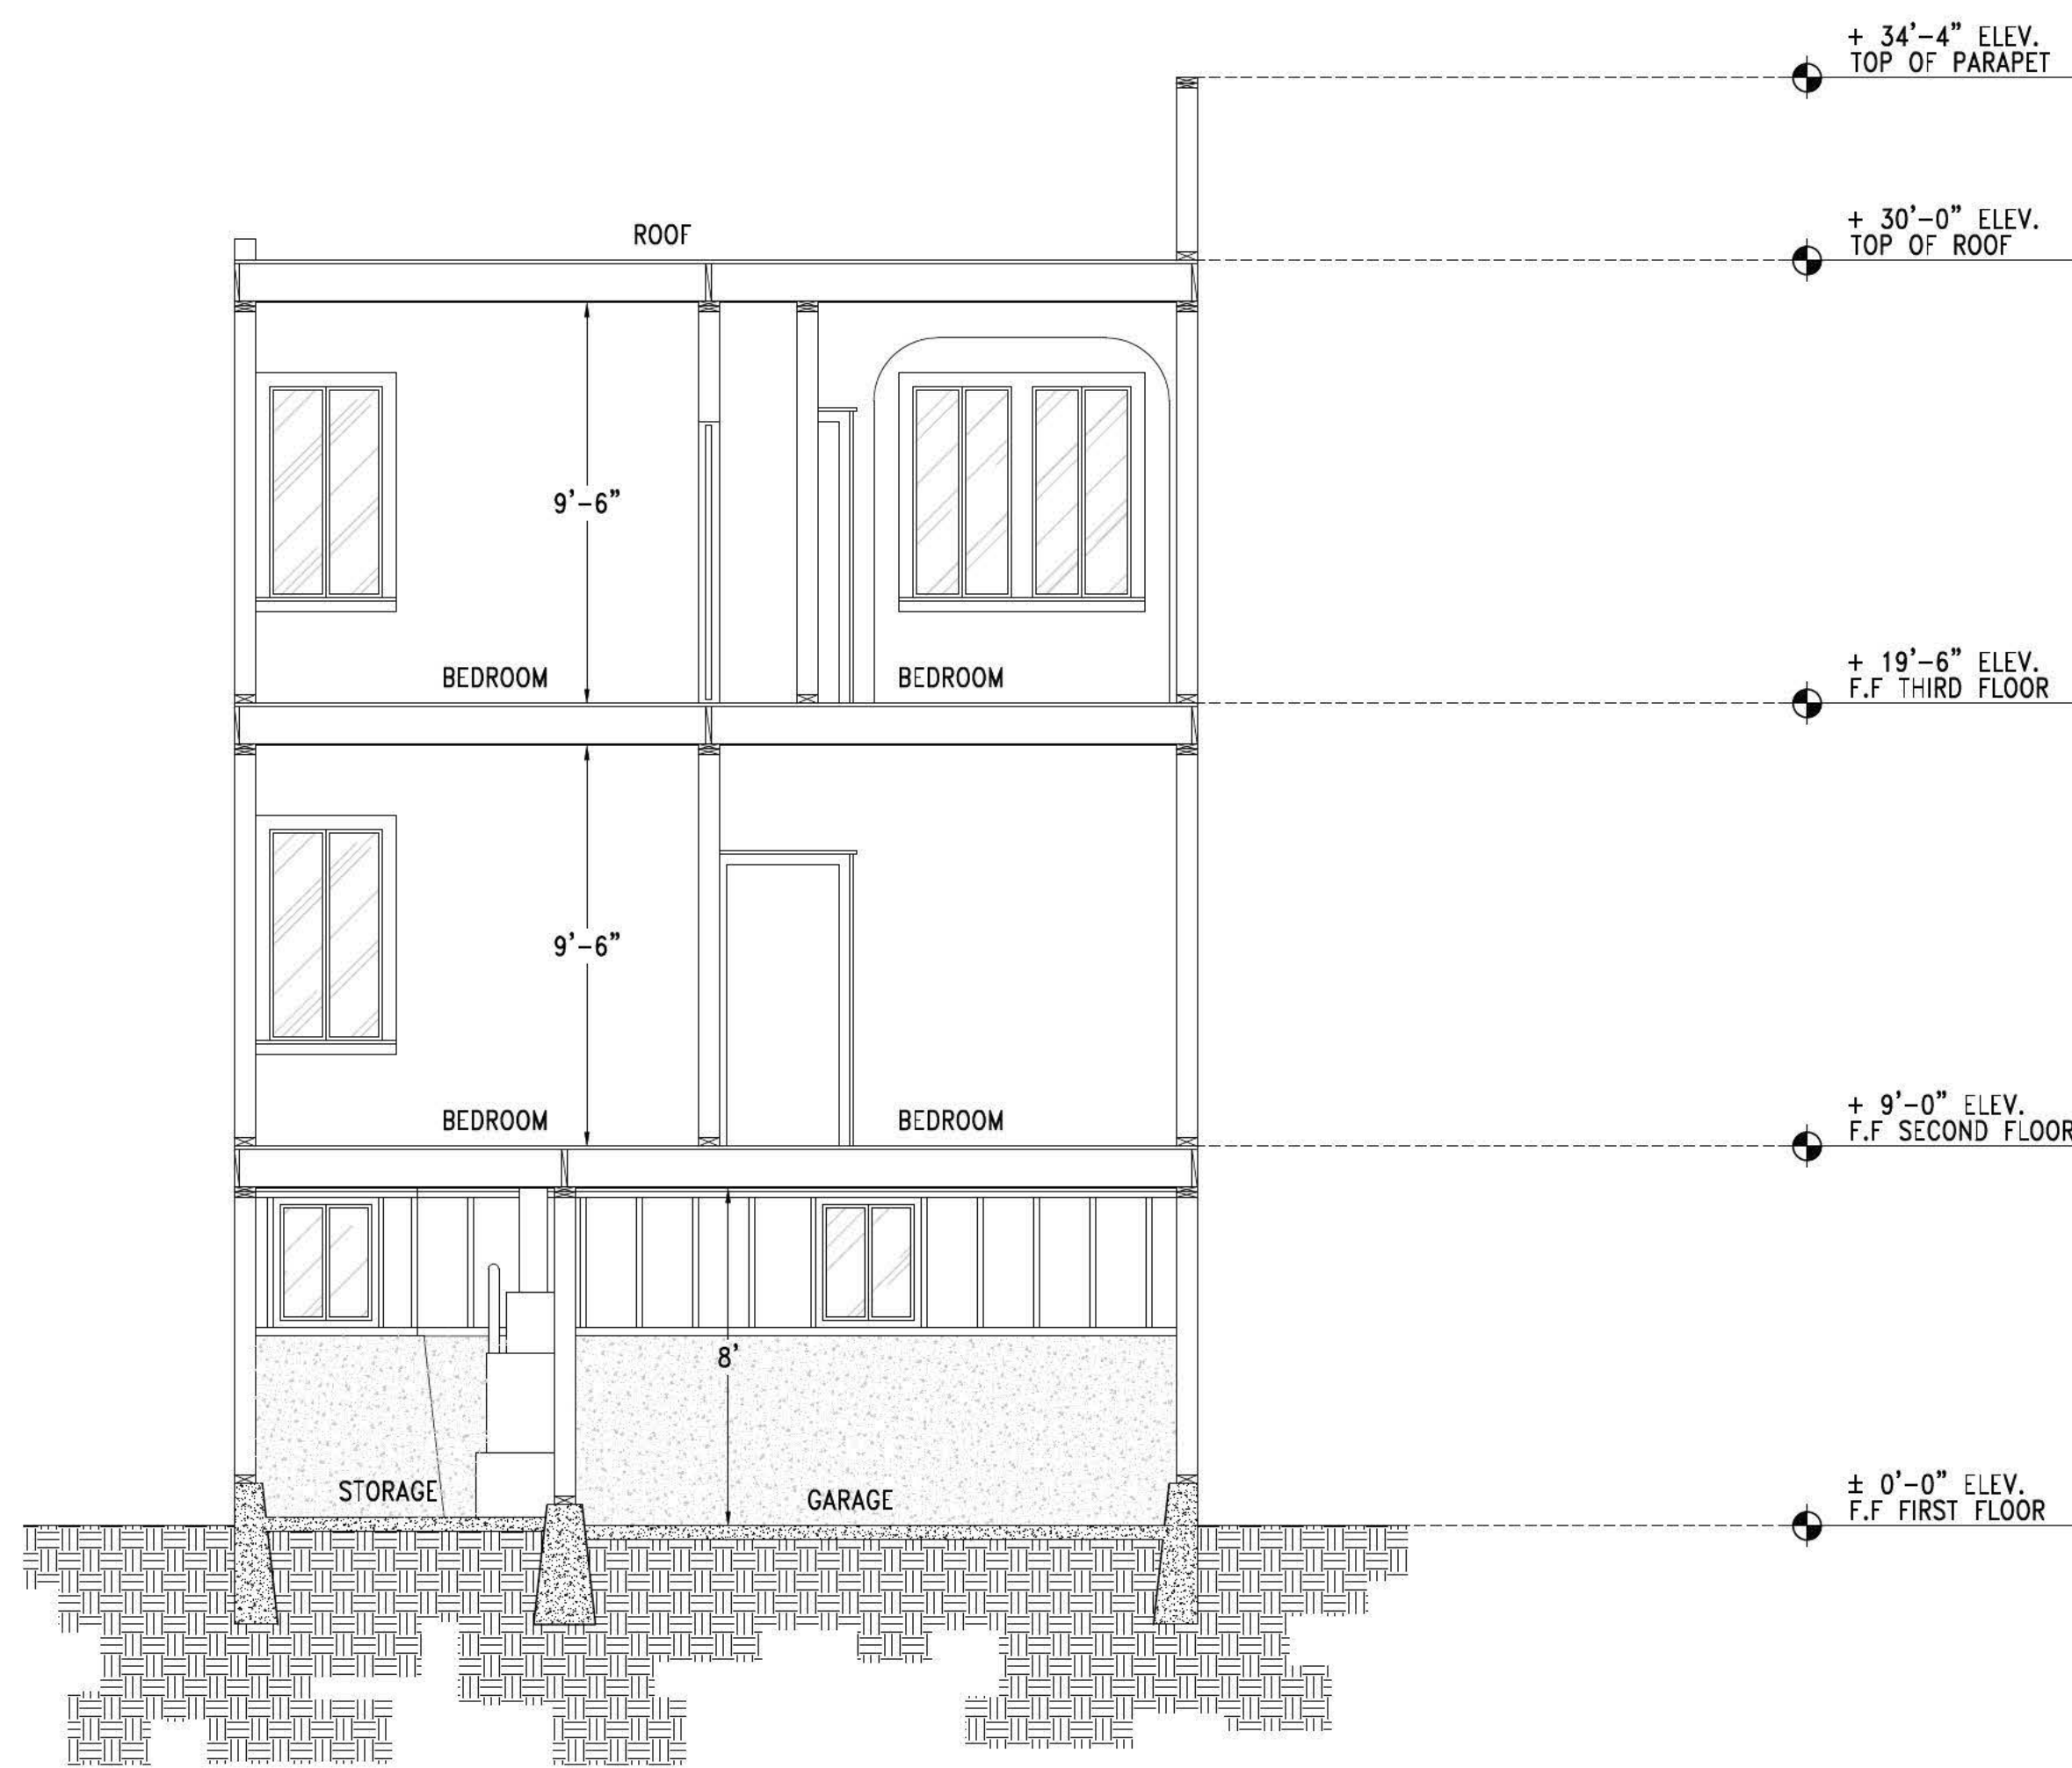 + 34'-4" ELEV.
TOP OF PARAPET
+ 30'-0" ELEV.
TOP OF ROOF
ROOF
9'-6"
BEDROOM
BEDROOM
+ 19'-6" ELEV.
F.F THIRD FLOOR
9'-6"
BEDROOM
BEDROOM
+ 9'-0" ELEV.
F.F SECOND FLOOR
8'
STORAGE
GARAGE
± 0'-0" ELEV.
F.F FIRST FLOOR